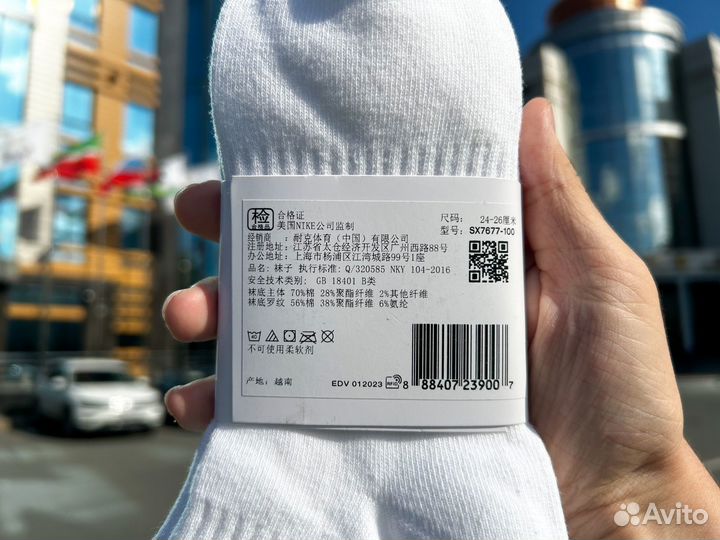 检
合格品
合格证
美国NIKE公司监制
经销商 : 耐克体育(中国)有限公司
注册地址: 江苏省太仓经济开发区广州西路88号
办公地址: 上海市杨浦区江湾城路99号1座
品名: 袜子 执行标准: Q/320585 NKY 104-2016
安全技术类别: GB 18401 B类
袜底主体 70%棉 28%聚酯纤维 2%其他纤维
袜底罗纹 56%棉 38%聚酯纤维 6%氨纶
不可使用柔软剂
产地: 越南
尺码: 24-26厘米
型号: SX7677-100
EDV 012023
8 88407 23900 7
Avito